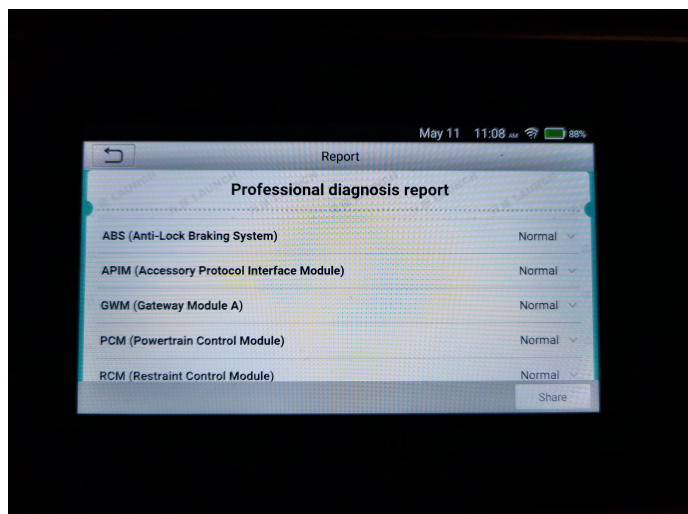 May 11 11:08 AM 88%
Report
Professional diagnosis report
ABS (Anti-Lock Braking System) Normal
APIM (Accessory Protocol Interface Module) Normal
GWM (Gateway Module A) Normal
PCM (Powertrain Control Module) Normal
RCM (Restraint Control Module) Normal
Share